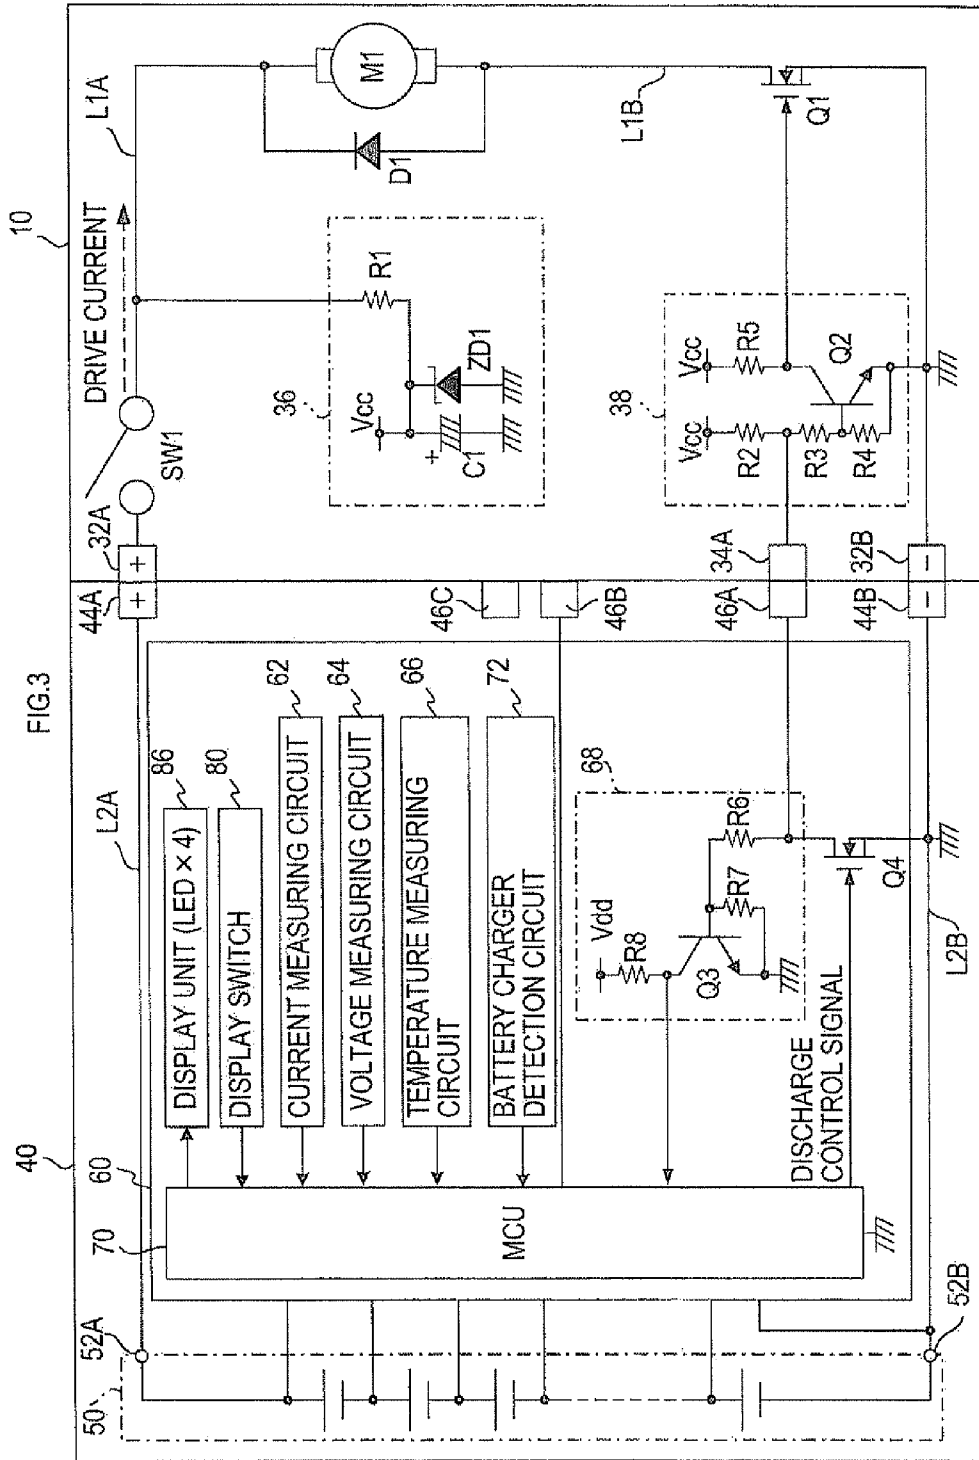 FIG.3
40
10
50
52A
L2A
44A
32A
SW1
DRIVE CURRENT
L1A
60
70
MCU
DISPLAY UNIT (LED × 4)
86
DISPLAY SWITCH
80
CURRENT MEASURING CIRCUIT
62
VOLTAGE MEASURING CIRCUIT
64
TEMPERATURE MEASURING
CIRCUIT
66
BATTERY CHARGER
DETECTION CIRCUIT
72
46C
46B
+
+
36
Vcc
+
C1
ZD1
R1
D1
M1
L1B
68
Vdd
R8
Q3
R7
R6
46A
34A
38
Vcc
Vcc
R2
R5
R3
R4
Q2
Q1
DISCHARGE
CONTROL SIGNAL
Q4
44B
32B
−
−
52B
L2B